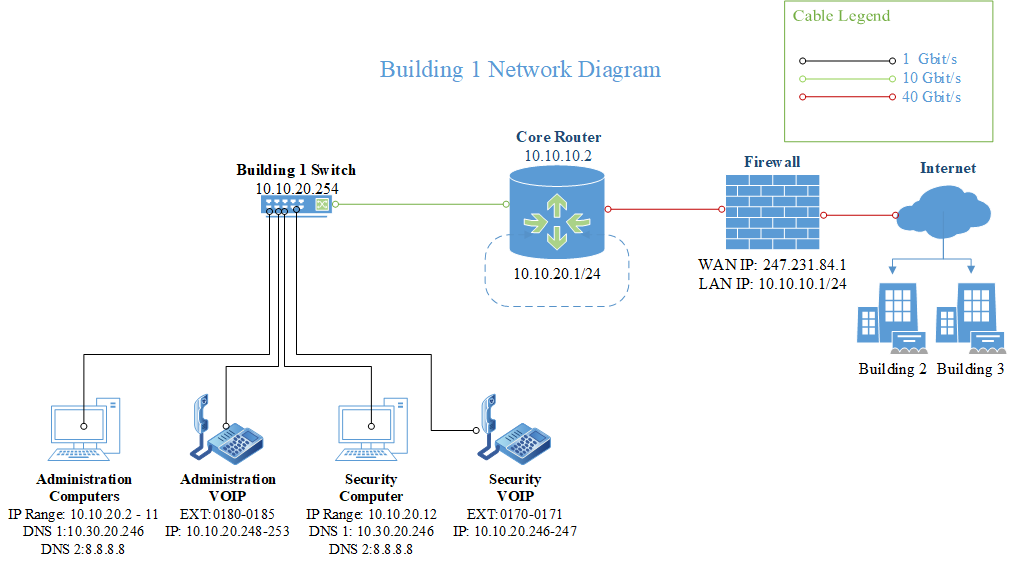 Cable Legend
1 Gbit/s
10 Gbit/s
40 Gbit/s
Building 1 Network Diagram
Core Router
10.10.10.2
Building 1 Switch
10.10.20.254
Firewall
Internet
10.10.20.1/24
WAN IP: 247.231.84.1
LAN IP: 10.10.10.1/24
Building 2
Building 3
Administration
Computers
IP Range: 10.10.20.2 - 11
DNS 1:10.30.20.246
DNS 2:8.8.8.8
Administration
VOIP
EXT:0180-0185
IP: 10.10.20.248-253
Security
Computer
IP Range: 10.10.20.12
DNS 1: 10.30.20.246
DNS 2:8.8.8.8
Security
VOIP
EXT:0170-0171
IP: 10.10.20.246-247